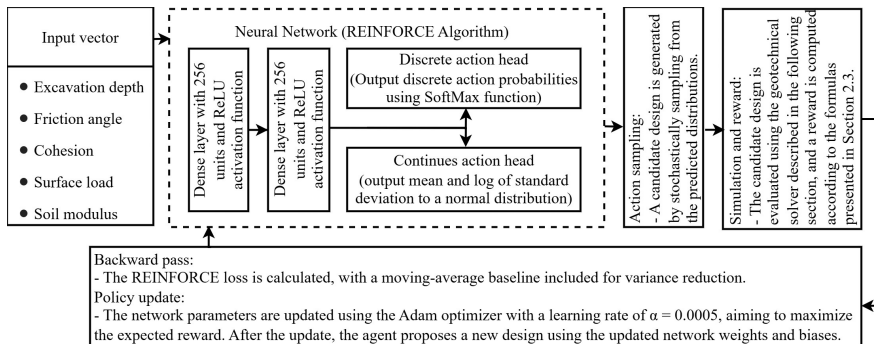 Input vector
● Excavation depth
● Friction angle
● Cohesion
● Surface load
● Soil modulus
Neural Network (REINFORCE Algorithm)
Dense layer with 256
units and ReLU
activation function
Dense layer with 256
units and ReLU
activation function
Discrete action head
(Output discrete action probabilities
using SoftMax function)
Continues action head
(output mean and log of standard
deviation to a normal distribution)
Action sampling:
- A candidate design is generated
by stochastically sampling from
the predicted distributions.
Simulation and reward:
- The candidate design is
evaluated using the geotechnical
solver described in the following
section, and a reward is computed
according to the formulas
presented in Section 2.3.
Backward pass:
- The REINFORCE loss is calculated, with a moving-average baseline included for variance reduction.
Policy update:
- The network parameters are updated using the Adam optimizer with a learning rate of α = 0.0005, aiming to maximize
the expected reward. After the update, the agent proposes a new design using the updated network weights and biases.